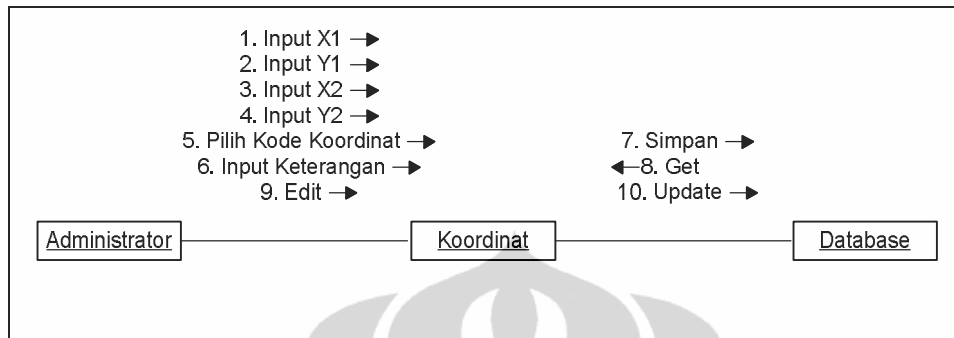 1. Input X1
2. Input Y1
3. Input X2
4. Input Y2
5. Pilih Kode Koordinat
6. Input Keterangan
9. Edit
7. Simpan
8. Get
10. Update
Administrator
Koordinat
Database